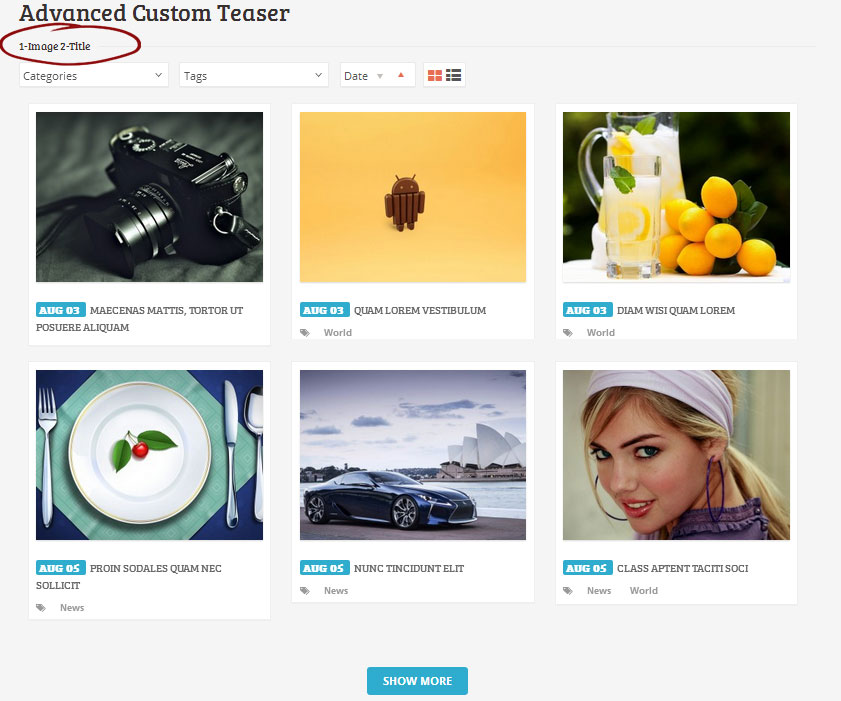 Advanced Custom Teaser
1-Image 2-Title
Categories
Tags
Date
AUG 03 MAECENAS MATTIS, TORTOR UT
POSUERE ALIQUAM
AUG 03 QUAM LOREM VESTIBULUM
World
AUG 03 DIAM WISI QUAM LOREM
World
AUG 05 PROIN SODALES QUAM NEC
SOLLICIT
News
AUG 05 NUNC TINCIDUNT ELIT
News
AUG 05 CLASS APTENT TACITI SOCI
News World
SHOW MORE